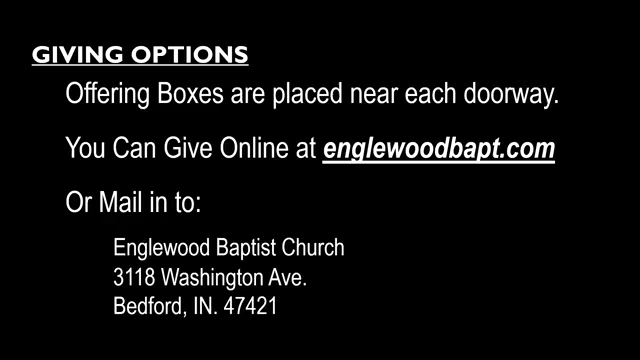 GIVING OPTIONS
Offering Boxes are placed near each doorway.
You Can Give Online at englewoodbapt.com
Or Mail in to:
Englewood Baptist Church
3118 Washington Ave.
Bedford, IN. 47421